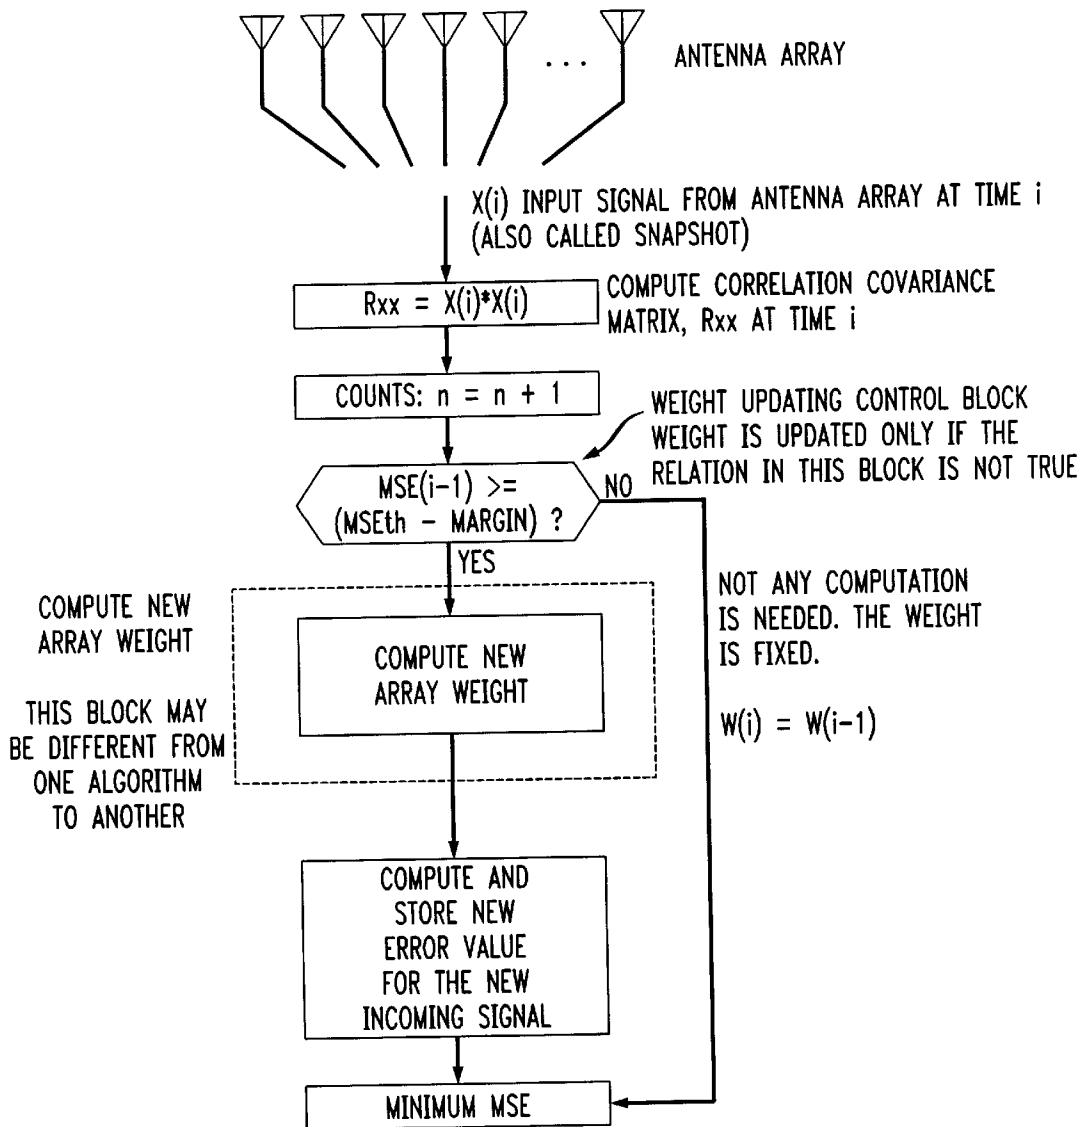 ... ANTENNA ARRAY
X(i) INPUT SIGNAL FROM ANTENNA ARRAY AT TIME i
(ALSO CALLED SNAPSHOT)
Rxx = X(i)*X(i)
COMPUTE CORRELATION COVARIANCE
MATRIX, Rxx AT TIME i
COUNTS: n = n + 1
WEIGHT UPDATING CONTROL BLOCK
WEIGHT IS UPDATED ONLY IF THE
RELATION IN THIS BLOCK IS NOT TRUE
MSE(i-1) >=
(MSEth - MARGIN) ?
NO
YES
COMPUTE NEW
ARRAY WEIGHT
THIS BLOCK MAY
BE DIFFERENT FROM
ONE ALGORITHM
TO ANOTHER
COMPUTE NEW
ARRAY WEIGHT
NOT ANY COMPUTATION
IS NEEDED. THE WEIGHT
IS FIXED.
W(i) = W(i-1)
COMPUTE AND
STORE NEW
ERROR VALUE
FOR THE NEW
INCOMING SIGNAL
MINIMUM MSE